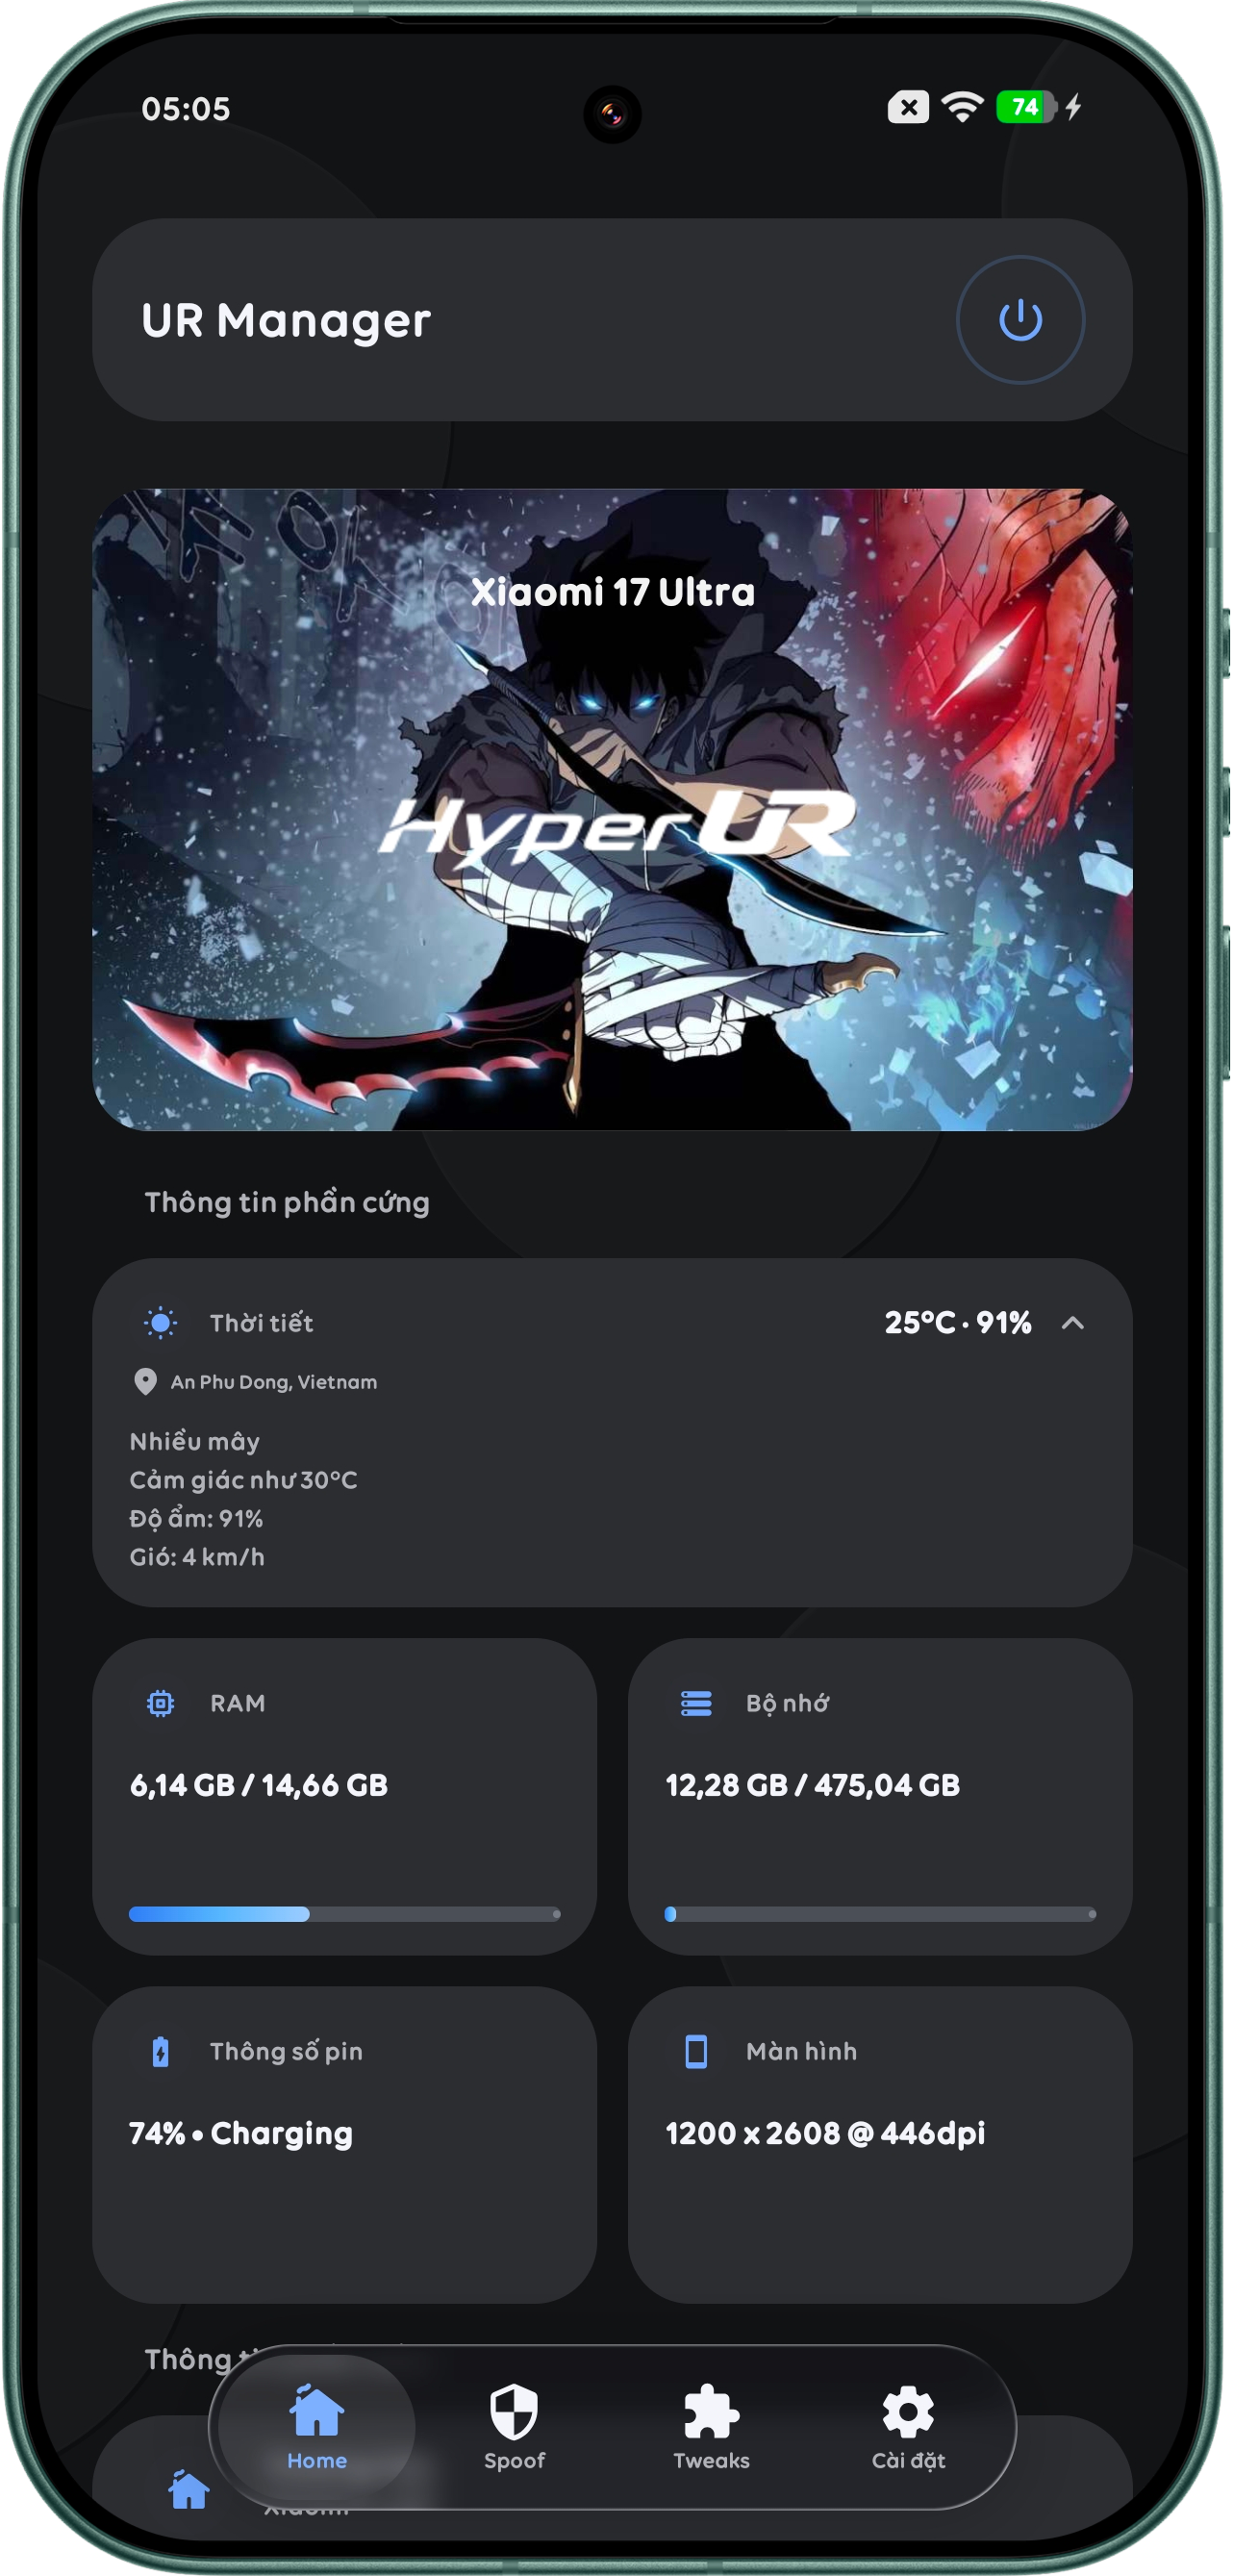 05:05
74
UR Manager
Xiaomi 17 Ultra
HyperUR
Thông tin phần cứng
Thời tiết
25°C · 91%
An Phu Dong, Vietnam
Nhiều mây
Cảm giác như 30°C
Độ ẩm: 91%
Gió: 4 km/h
RAM
Bộ nhớ
6,14 GB / 14,66 GB
12,28 GB / 475,04 GB
Thông số pin
Màn hình
74% • Charging
1200 x 2608 @ 446dpi
Thông
Home
Spoof
Tweaks
Cài đặt